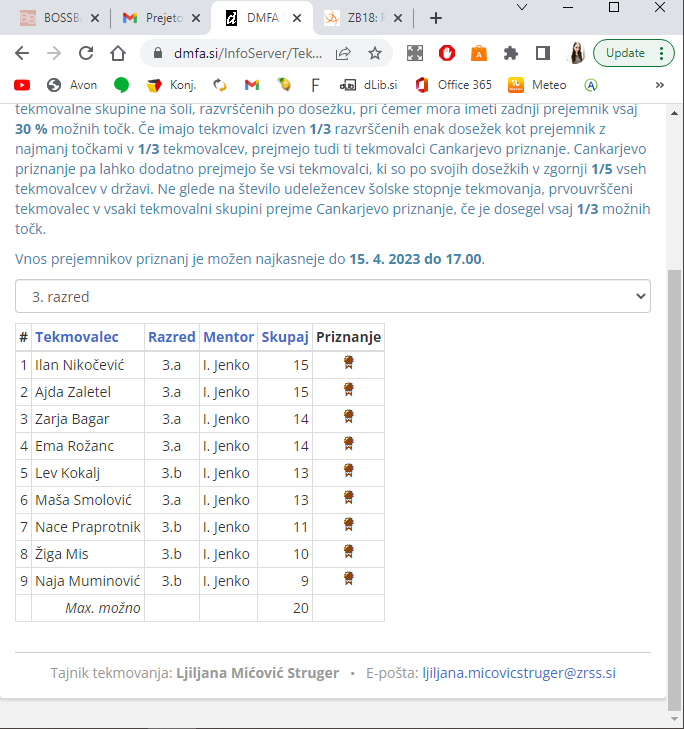 BOSSB
Prejeto
DMFA
ZB18: F
dmfa.si/InfoServer/Tek...
Update
Avon
Konj.
F
dLib.si
Office 365
Meteo
»
tekmovalne skupine na šoli, razvrščenih po dosežku, pri čemer mora imeti zadnji prejemnik vsaj
30 % možnih točk. Če imajo tekmovalci izven 1/3 razvrščenih enak dosežek kot prejemnik z
najmanj točkami v 1/3 tekmovalcev, prejmejo tudi ti tekmovalci Cankarjevo priznanje. Cankarjevo
priznanje pa lahko dodatno prejmejo še vsi tekmovalci, ki so po svojih dosežkih v zgornji 1/5 vseh
tekmovalcev v državi. Ne glede na število udeležencev šolske stopnje tekmovanja, prvouvrščeni
tekmovalec v vsaki tekmovalni skupini prejme Cankarjevo priznanje, če je dosegel vsaj 1/3 možnih
točk.
Vnos prejemnikov priznanj je možen najkasneje do 15. 4. 2023 do 17.00.
3. razred
# Tekmovalec Razred Mentor Skupaj Priznanje
1 Ilan Nikočević 3.a I. Jenko 15
2 Ajda Zaletel 3.a I. Jenko 15
3 Zarja Bagar 3.a I. Jenko 14
4 Ema Rožanc 3.a I. Jenko 14
5 Lev Kokalj 3.b I. Jenko 13
6 Maša Smolović 3.a I. Jenko 13
7 Nace Praprotnik 3.b I. Jenko 11
8 Žiga Mis 3.b I. Jenko 10
9 Naja Muminović 3.b I. Jenko 9
Max. možno 20
Tajnik tekmovanja: Ljiljana Mićović Struger • E-pošta: ljiljana.micovicstruger@zrss.si